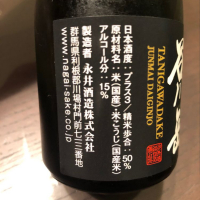 日本酒度：プラス3／精米歩合：50%
原材料名：米（国産）・米こうじ（国産米）
アルコール分：15%
製造者 永井酒造株式会社
群馬県利根郡川場村門前七三三番地
www.nagai-sake.co.jp
TANIGAWADAKE
JUNMAI DAIGINJO